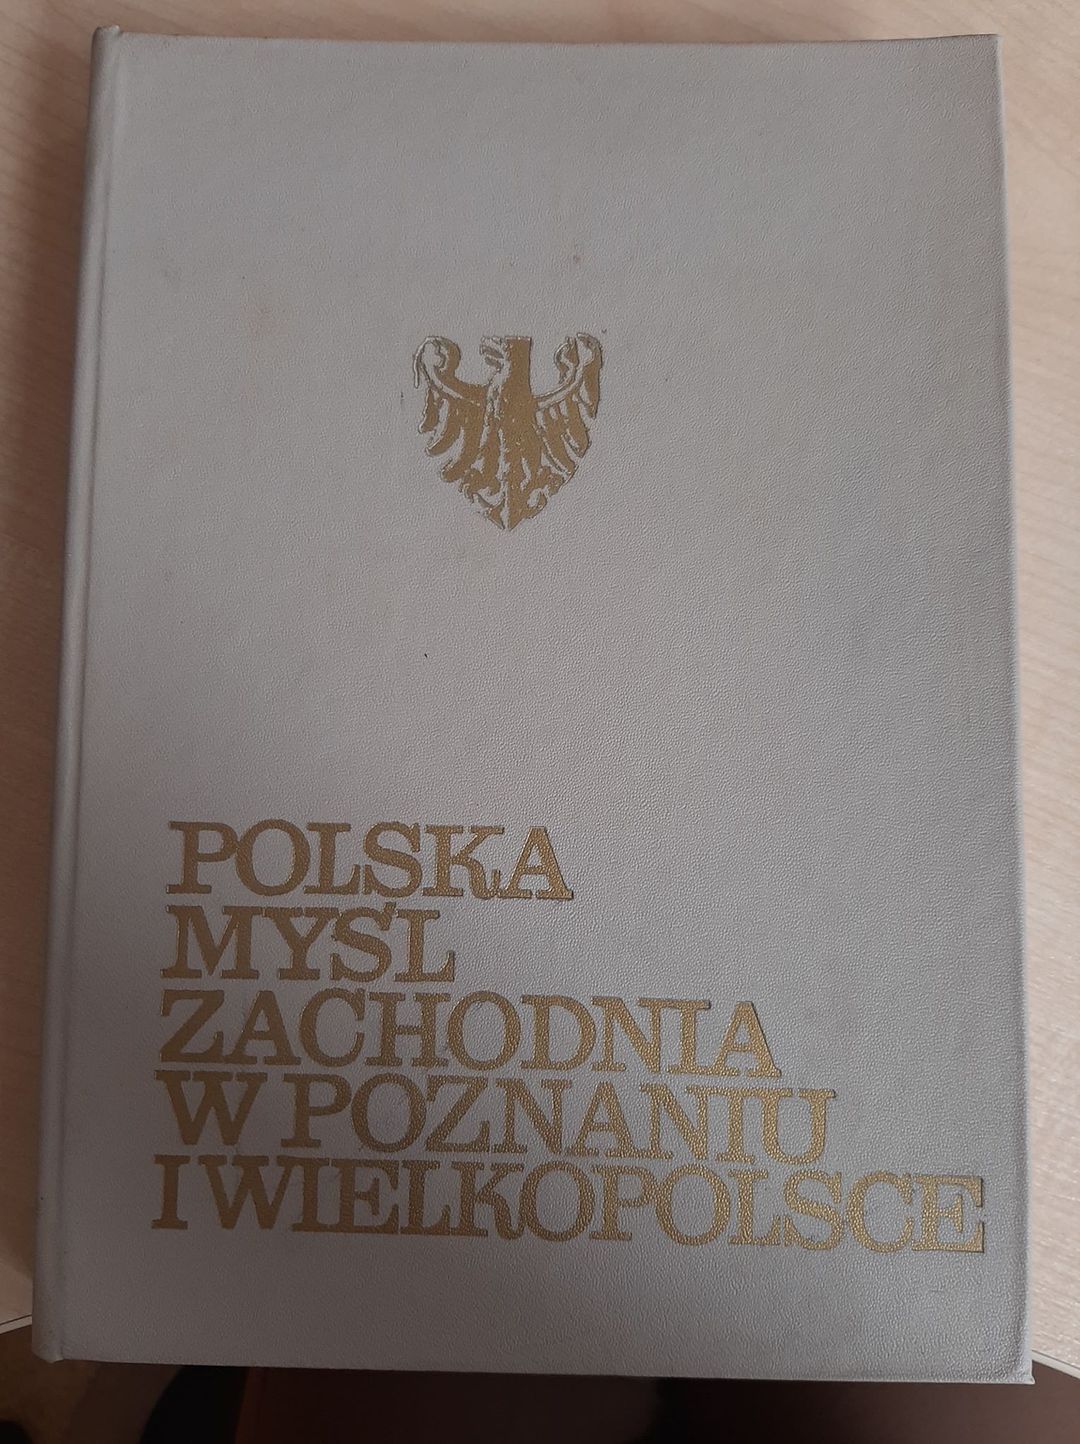 POLSKA
MYŚL
ZACHODNIA
W POZNANIU
I WIELKOPOLSCE